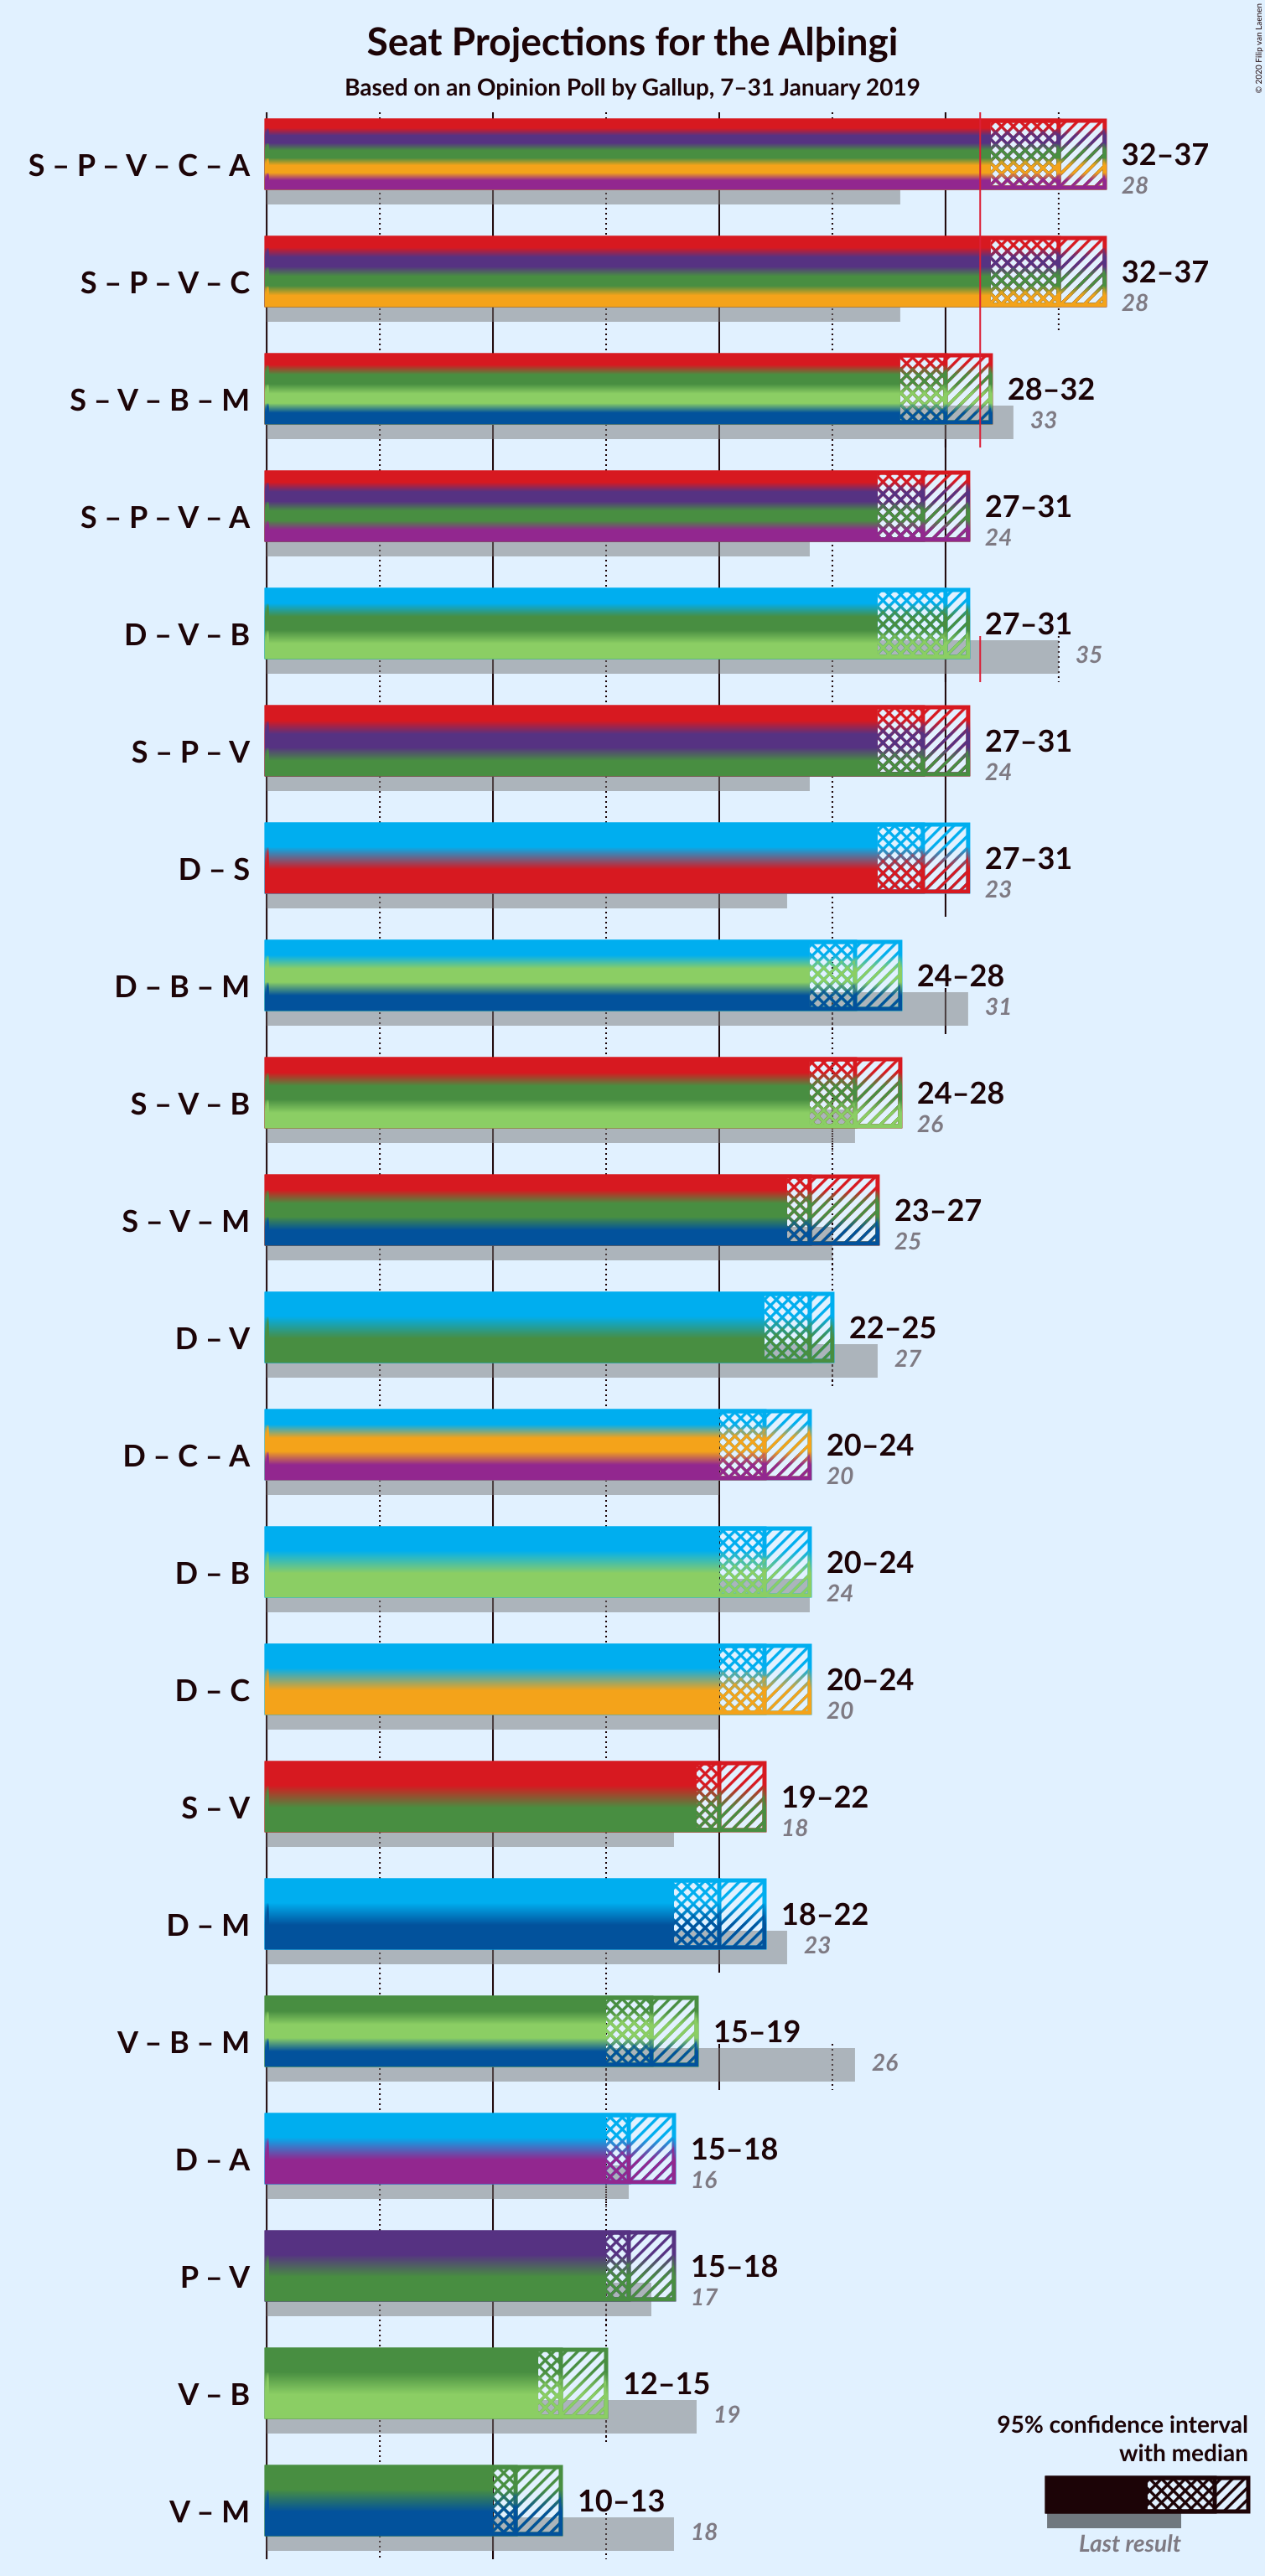 Seat Projections for the Alþingi
Based on an Opinion Poll by Gallup, 7–31 January 2019
© 2020 Filip van Laenen
S – P – V – C – A
32–37
28
S – P – V – C
32–37
28
S – V – B – M
28–32
33
S – P – V – A
27–31
24
D – V – B
27–31
35
S – P – V
27–31
24
D – S
27–31
23
D – B – M
24–28
31
S – V – B
24–28
26
S – V – M
23–27
25
D – V
22–25
27
D – C – A
20–24
20
D – B
20–24
24
D – C
20–24
20
S – V
19–22
18
D – M
18–22
23
V – B – M
15–19
26
D – A
15–18
16
P – V
15–18
17
V – B
12–15
19
V – M
10–13
18
95% confidence interval
with median
Last result